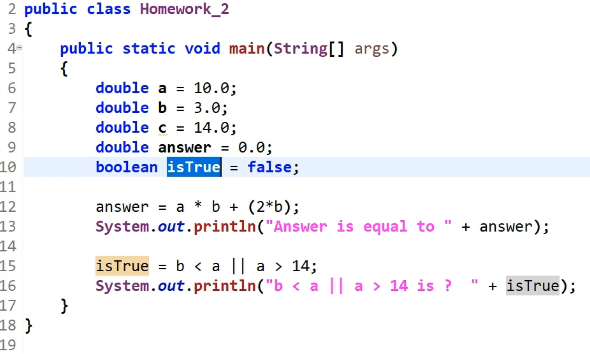 2 public class Homework_2
3 {
4 public static void main(String[] args)
5 {
6 double a = 10.0;
7 double b = 3.0;
8 double c = 14.0;
9 double answer = 0.0;
10 boolean isTrue = false;
11
12 answer = a * b + (2*b);
13 System.out.println("Answer is equal to " + answer);
14
15 isTrue = b < a || a > 14;
16 System.out.println("b < a || a > 14 is ?  " + isTrue);
17 }
18 }
19